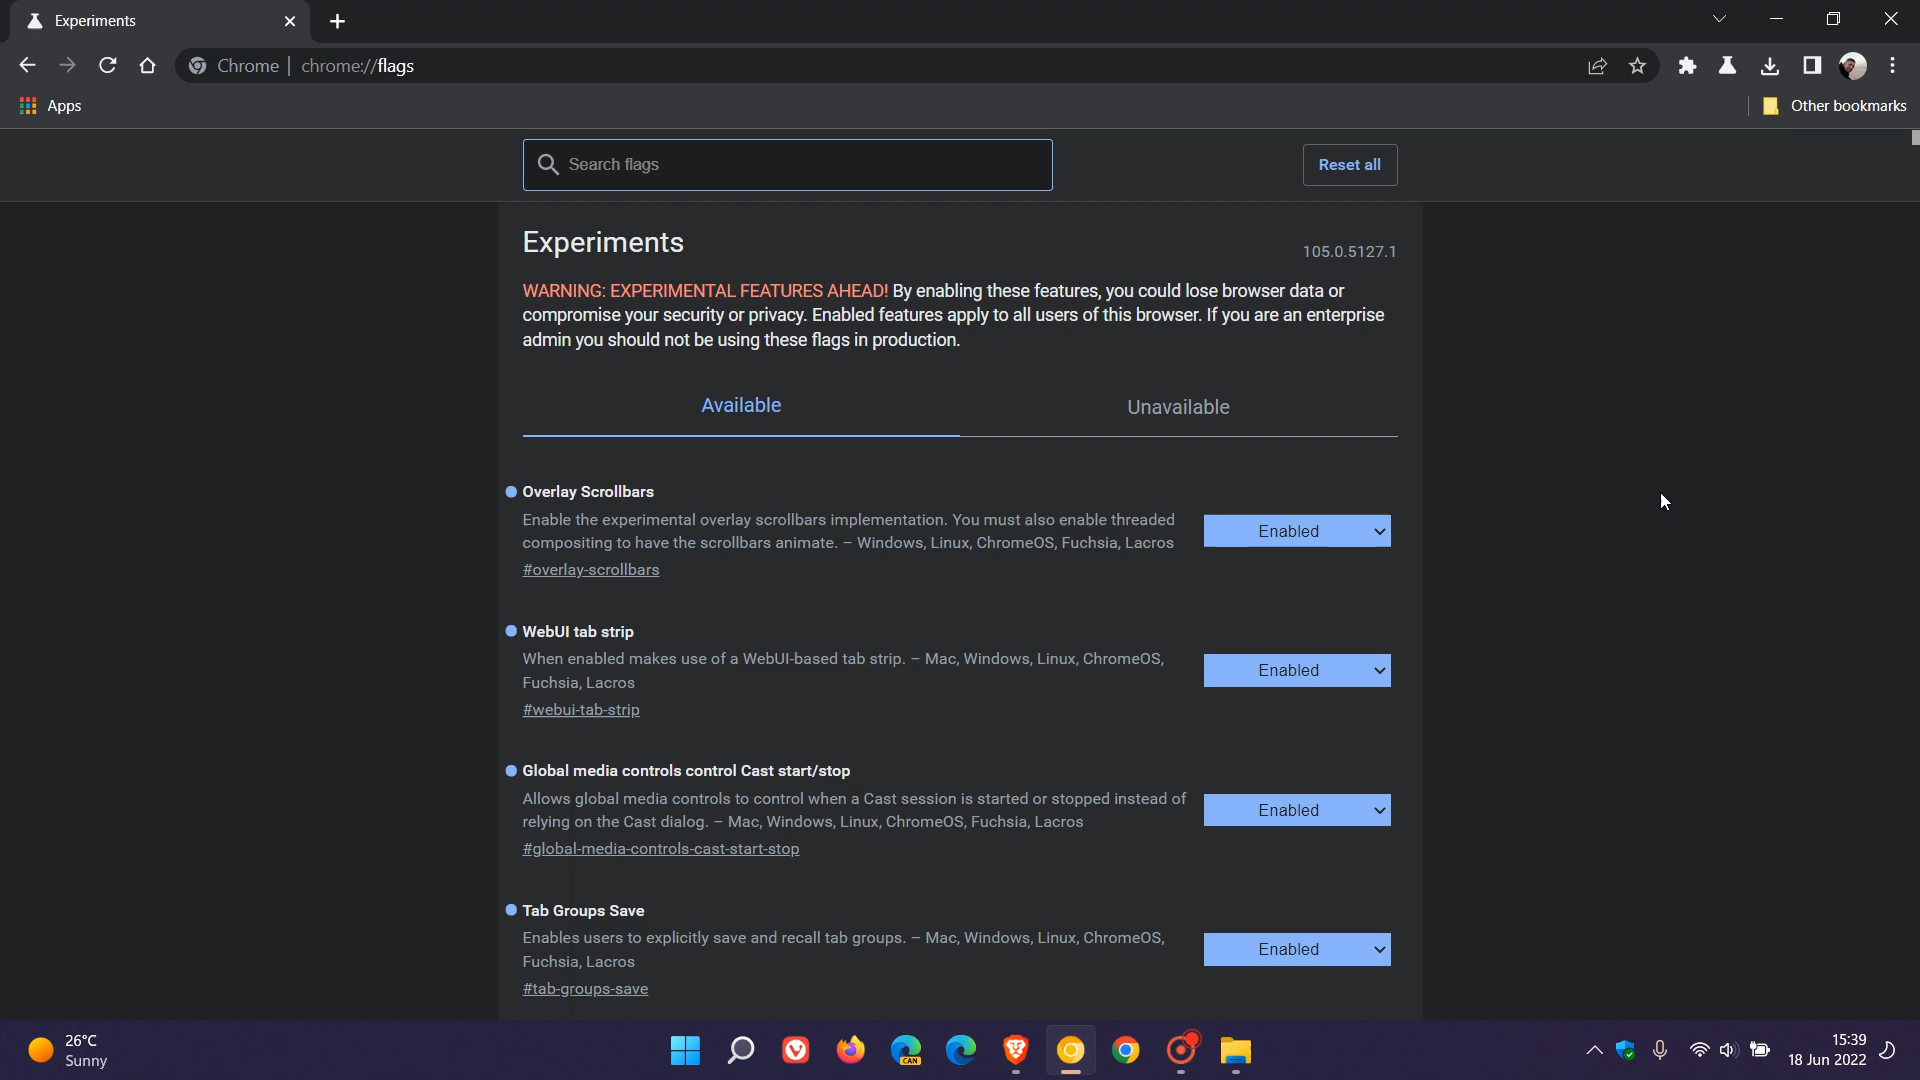 Experiments
Chrome | chrome://flags
Apps
Other bookmarks
Search flags
Reset all
Experiments
105.0.5127.1
WARNING: EXPERIMENTAL FEATURES AHEAD! By enabling these features, you could lose browser data or
compromise your security or privacy. Enabled features apply to all users of this browser. If you are an enterprise
admin you should not be using these flags in production.
Available
Unavailable
Overlay Scrollbars
Enable the experimental overlay scrollbars implementation. You must also enable threaded
compositing to have the scrollbars animate. – Windows, Linux, ChromeOS, Fuchsia, Lacros
Enabled
#overlay-scrollbars
WebUI tab strip
When enabled makes use of a WebUI-based tab strip. – Mac, Windows, Linux, ChromeOS,
Fuchsia, Lacros
Enabled
#webui-tab-strip
Global media controls control Cast start/stop
Allows global media controls to control when a Cast session is started or stopped instead of
relying on the Cast dialog. – Mac, Windows, Linux, ChromeOS, Fuchsia, Lacros
Enabled
#global-media-controls-cast-start-stop
Tab Groups Save
Enables users to explicitly save and recall tab groups. – Mac, Windows, Linux, ChromeOS,
Fuchsia, Lacros
Enabled
#tab-groups-save
26°C
Sunny
CAN
15:39
18 Jun 2022